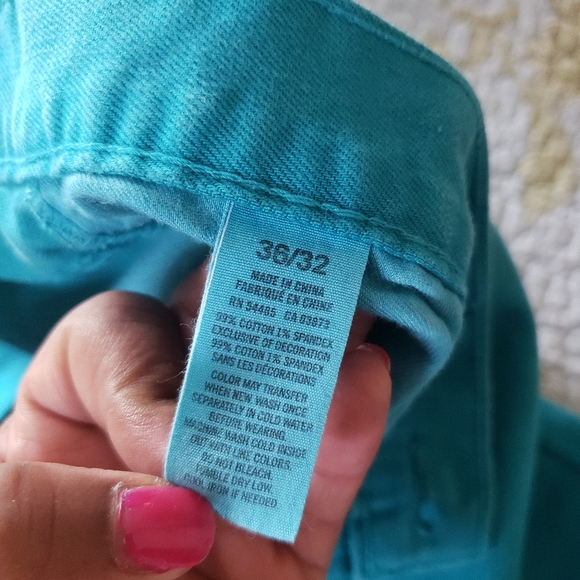 36/32
MADE IN CHINA
FABRIQUÉ EN CHINE
RN 54465 CA 03973
99% COTTON 1% SPANDEX
EXCLUSIVE OF DECORATION
99% COTON 1% SPANDEX
SANS LES DÉCORATIONS
COLOR MAY TRANSFER
WHEN NEW WASH ONCE
SEPARATELY IN COLD WATER
BEFORE WEARING.
MACHINE WASH COLD INSIDE
OUT WITH LIKE COLORS.
DO NOT BLEACH.
TUMBLE DRY LOW.
COOL IRON IF NEEDED